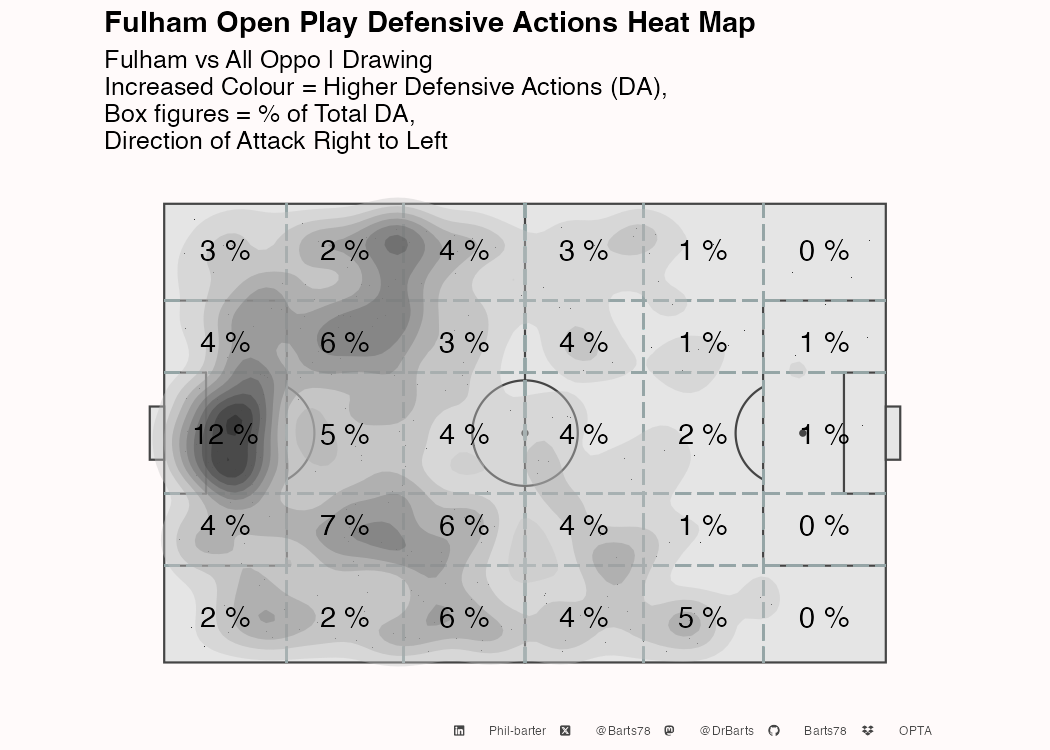 Fulham Open Play Defensive Actions Heat Map
Fulham vs All Oppo | Drawing
Increased Colour = Higher Defensive Actions (DA),
Box figures = % of Total DA,
Direction of Attack Right to Left
3 % 2 % 4 % 3 % 1 % 0 %
4 % 6 % 3 % 4 % 1 % 1 %
12 % 5 % 4 % 4 % 2 % 1 %
4 % 7 % 6 % 4 % 1 % 0 %
2 % 2 % 6 % 4 % 5 % 0 %
Phil-barter @Barts78 @DrBarts Barts78 OPTA